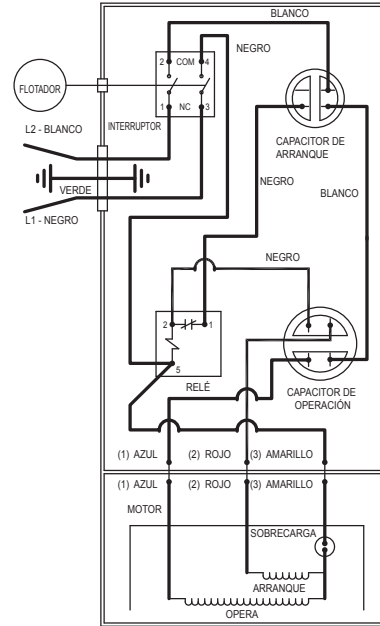 BLANCO
2 COM 4
NEGRO
FLOTADOR
1 NC 3
INTERRUPTOR
L2 - BLANCO
CAPACITOR DE
ARRANQUE
VERDE
NEGRO
BLANCO
L1 - NEGRO
NEGRO
2 1
5
RELÉ
CAPACITOR DE
OPERACIÓN
(1) AZUL (2) ROJO (3) AMARILLO
(1) AZUL (2) ROJO (3) AMARILLO
MOTOR
SOBRECARGA
ARRANQUE
OPERA